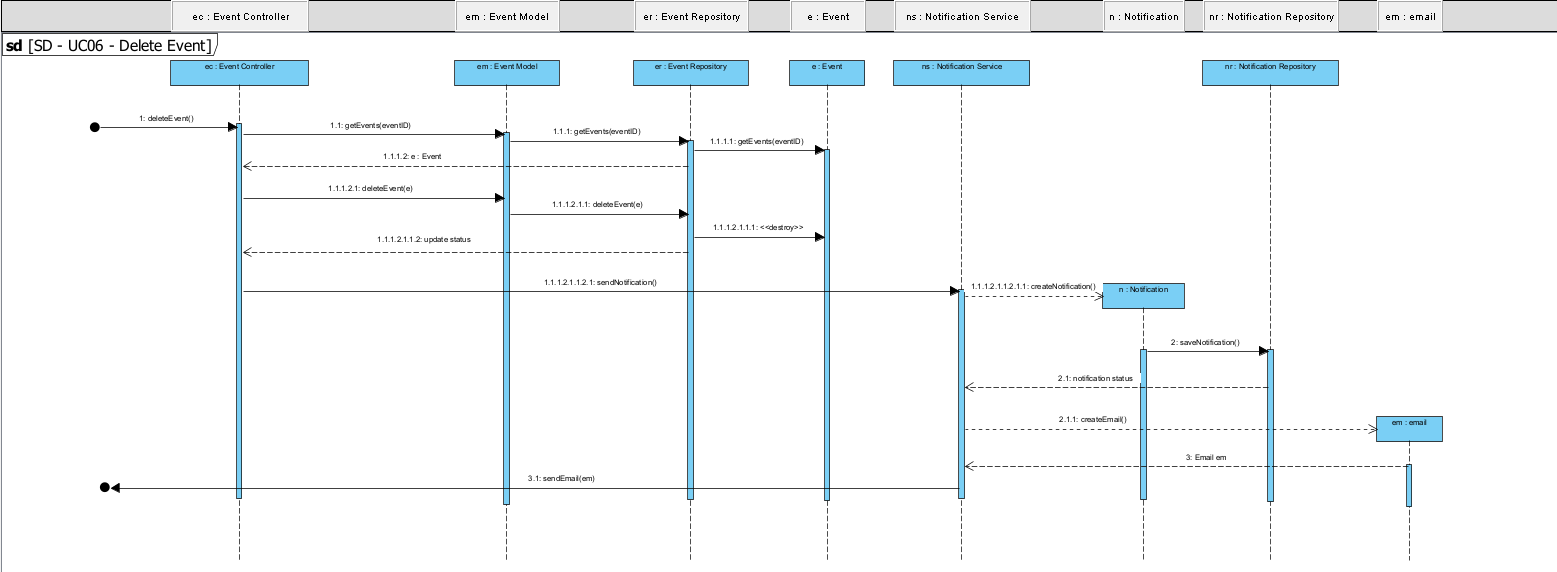 ec : Event Controller
em : Event Model
er : Event Repository
e : Event
ns : Notification Service
n : Notification
nr : Notification Repository
em : email
sd [SD - UC06 - Delete Event]
ec : Event Controller
em : Event Model
er : Event Repository
e : Event
ns : Notification Service
nr : Notification Repository
1: deleteEvent()
1.1: getEvents(eventID)
1.1.1: getEvents(eventID)
1.1.1.1: getEvents(eventID)
1.1.1.2: e : Event
1.1.1.2.1: deleteEvent(e)
1.1.1.2.1.1: deleteEvent(e)
1.1.1.2.1.1.1: <<destroy>>
1.1.1.2.1.1.2: update status
1.1.1.2.1.1.2.1: sendNotification()
1.1.1.2.1.1.2.1.1: createNotification()
n : Notification
2: saveNotification()
2.1: notification status
2.1.1: createEmail()
em : email
3: Email em
3.1: sendEmail(em)